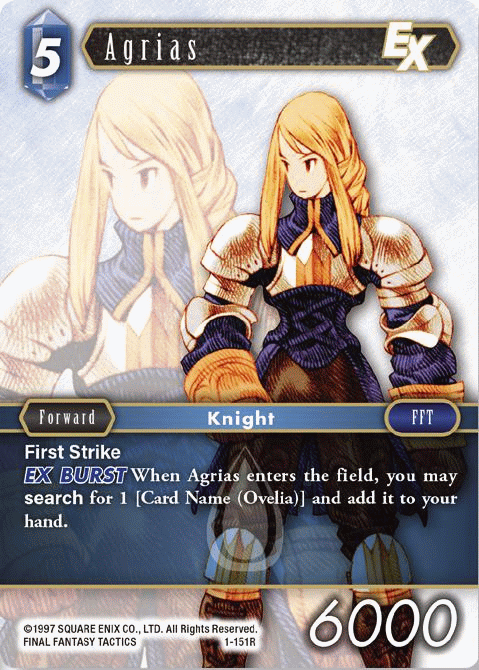 5
Agrias
EX
Forward
Knight
FFT
First Strike
EX BURST When Agrias enters the field, you may
search for 1 [Card Name (Ovelia)] and add it to your
hand.
©1997 SQUARE ENIX CO., LTD. All Rights Reserved.
FINAL FANTASY TACTICS
1-151R
6000